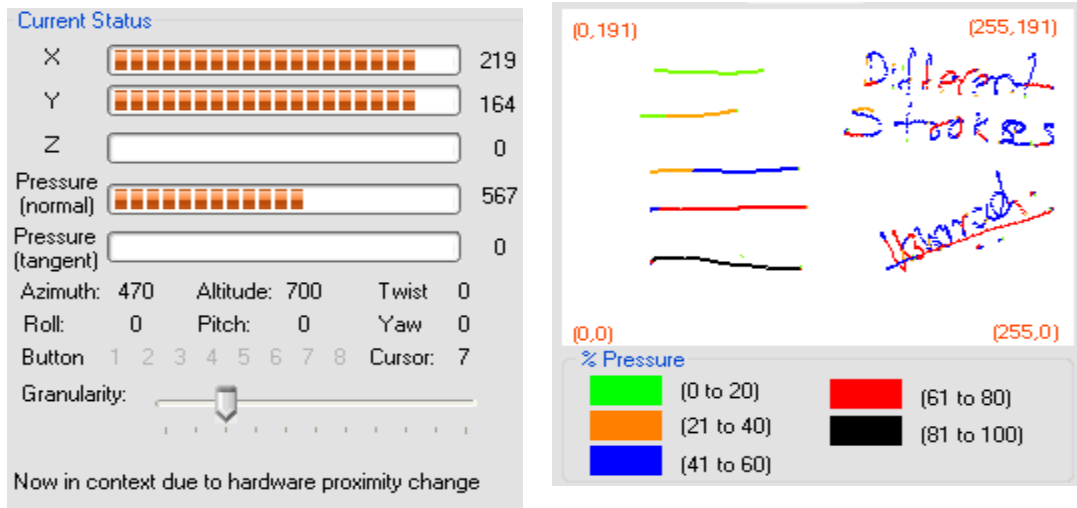 Current Status
X 219
Y 164
Z 0
Pressure (normal) 567
Pressure (tangent) 0
Azimuth: 470 Altitude: 700 Twist 0
Roll: 0 Pitch: 0 Yaw 0
Button 1 2 3 4 5 6 7 8 Cursor: 7
Granularity:
Now in context due to hardware proximity change
(0,191) (255,191)
Different
Strokes
(0,0) (255,0)
% Pressure
(0 to 20) (61 to 80)
(21 to 40) (81 to 100)
(41 to 60)